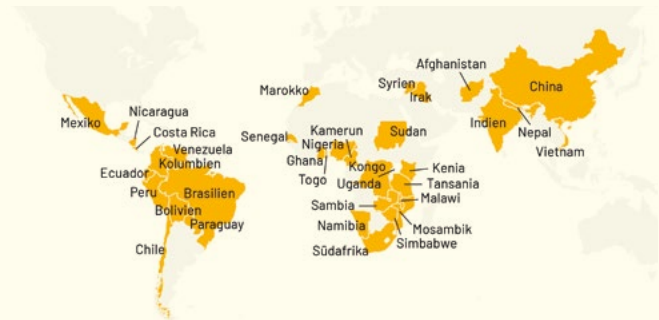 Mexiko
Nicaragua
Costa Rica
Venezuela
Kolumbien
Ecuador
Peru
Brasilien
Bolivien
Paraguay
Chile
Marokko
Senegal
Kamerun
Nigeria
Ghana
Togo
Sudan
Kongo
Uganda
Kenia
Tansania
Malawi
Sambia
Mosambik
Namibia
Simbabwe
Südafrika
Syrien
Irak
Afghanistan
China
Indien
Nepal
Vietnam